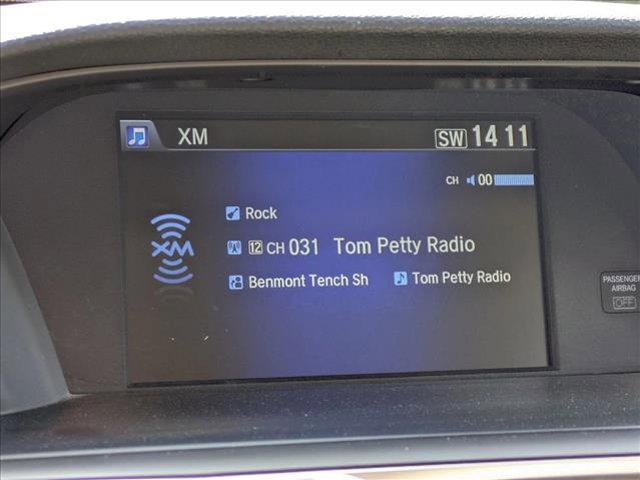 XM SW 14 11
CH 00
Rock
XM 12 CH 031 Tom Petty Radio
Benmont Tench Sh Tom Petty Radio
PASSENGER
AIRBAG
OFF